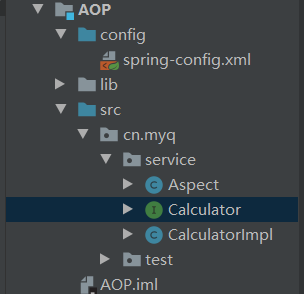 AOP
config
spring-config.xml
lib
src
cn.myq
service
Aspect
Calculator
CalculatorImpl
test
AOP.iml